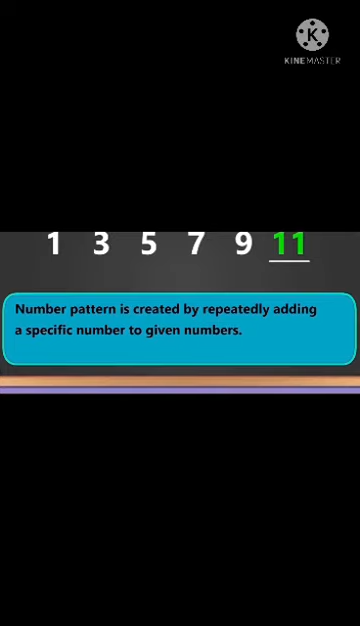 K
KINEMASTER
1 3 5 7 9 11
Number pattern is created by repeatedly adding
a specific number to given numbers.